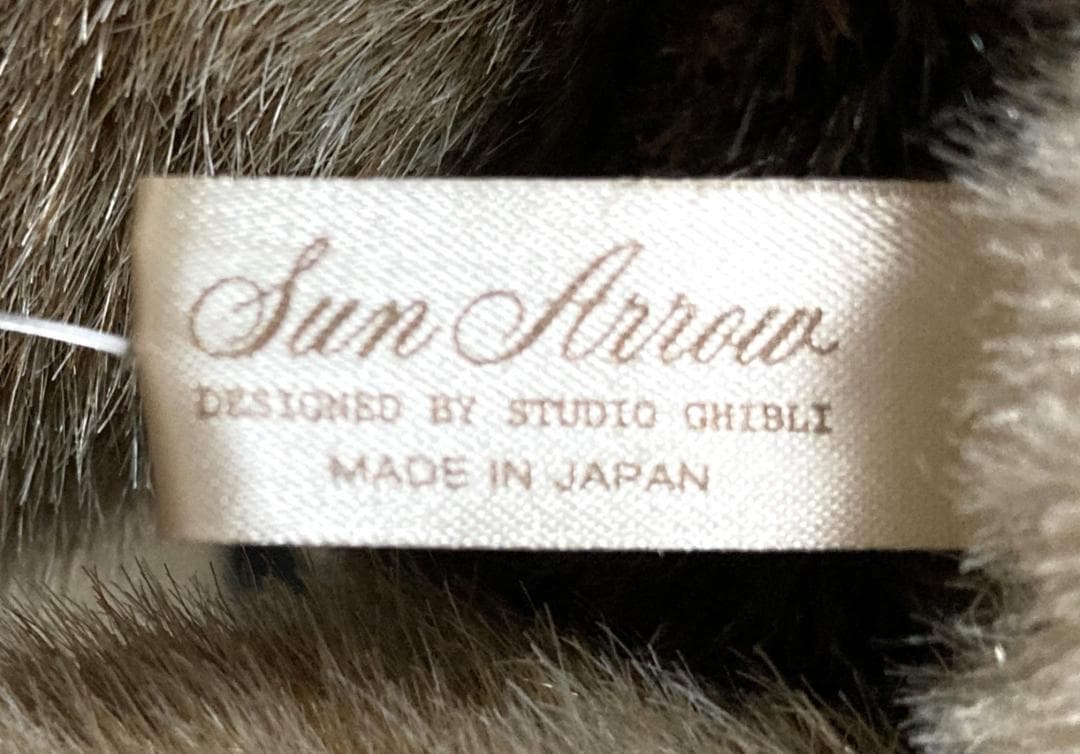 Sun Arrow
DESIGNED BY STUDIO GHIBLI
MADE IN JAPAN